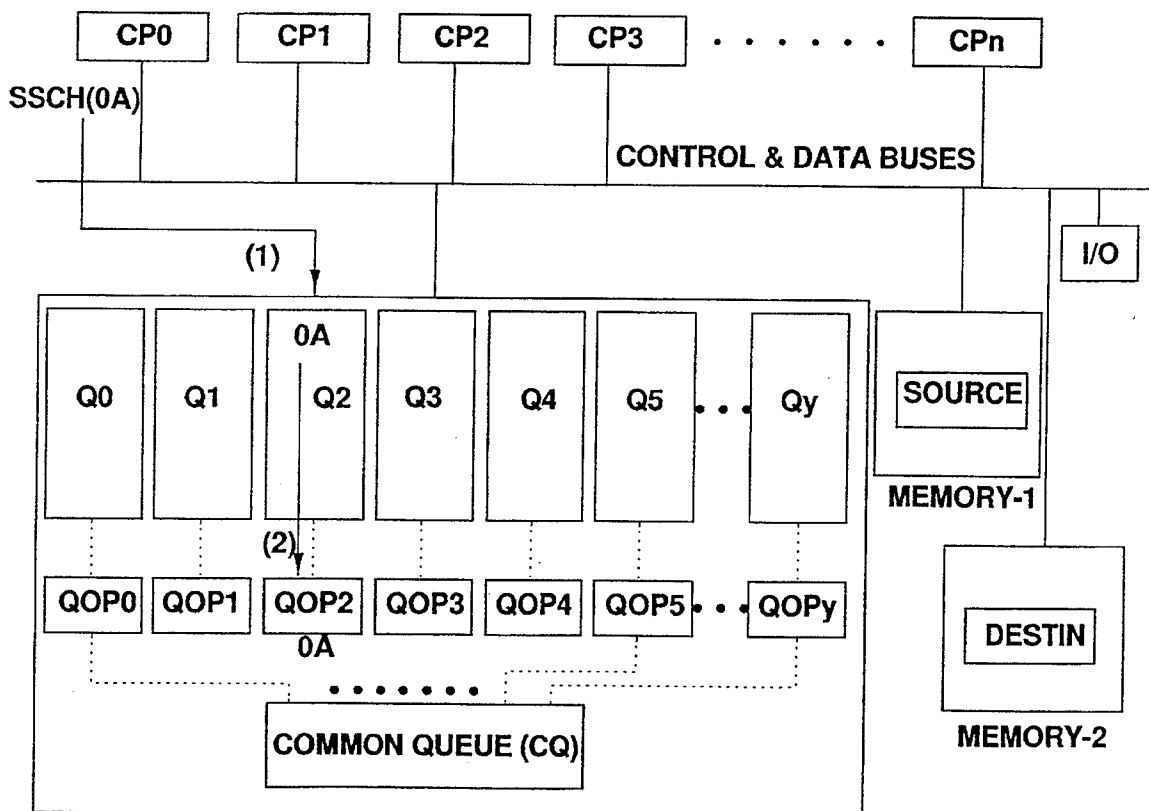 CP0 CP1 CP2 CP3 CPn
SSCH(0A)
CONTROL & DATA BUSES
(1)
I/O
0A
Q0 Q1 Q2 Q3 Q4 Q5 Qy
SOURCE
MEMORY-1
(2)
QOP0 QOP1 QOP2 QOP3 QOP4 QOP5 QOPy
0A
DESTIN
COMMON QUEUE (CQ)
MEMORY-2